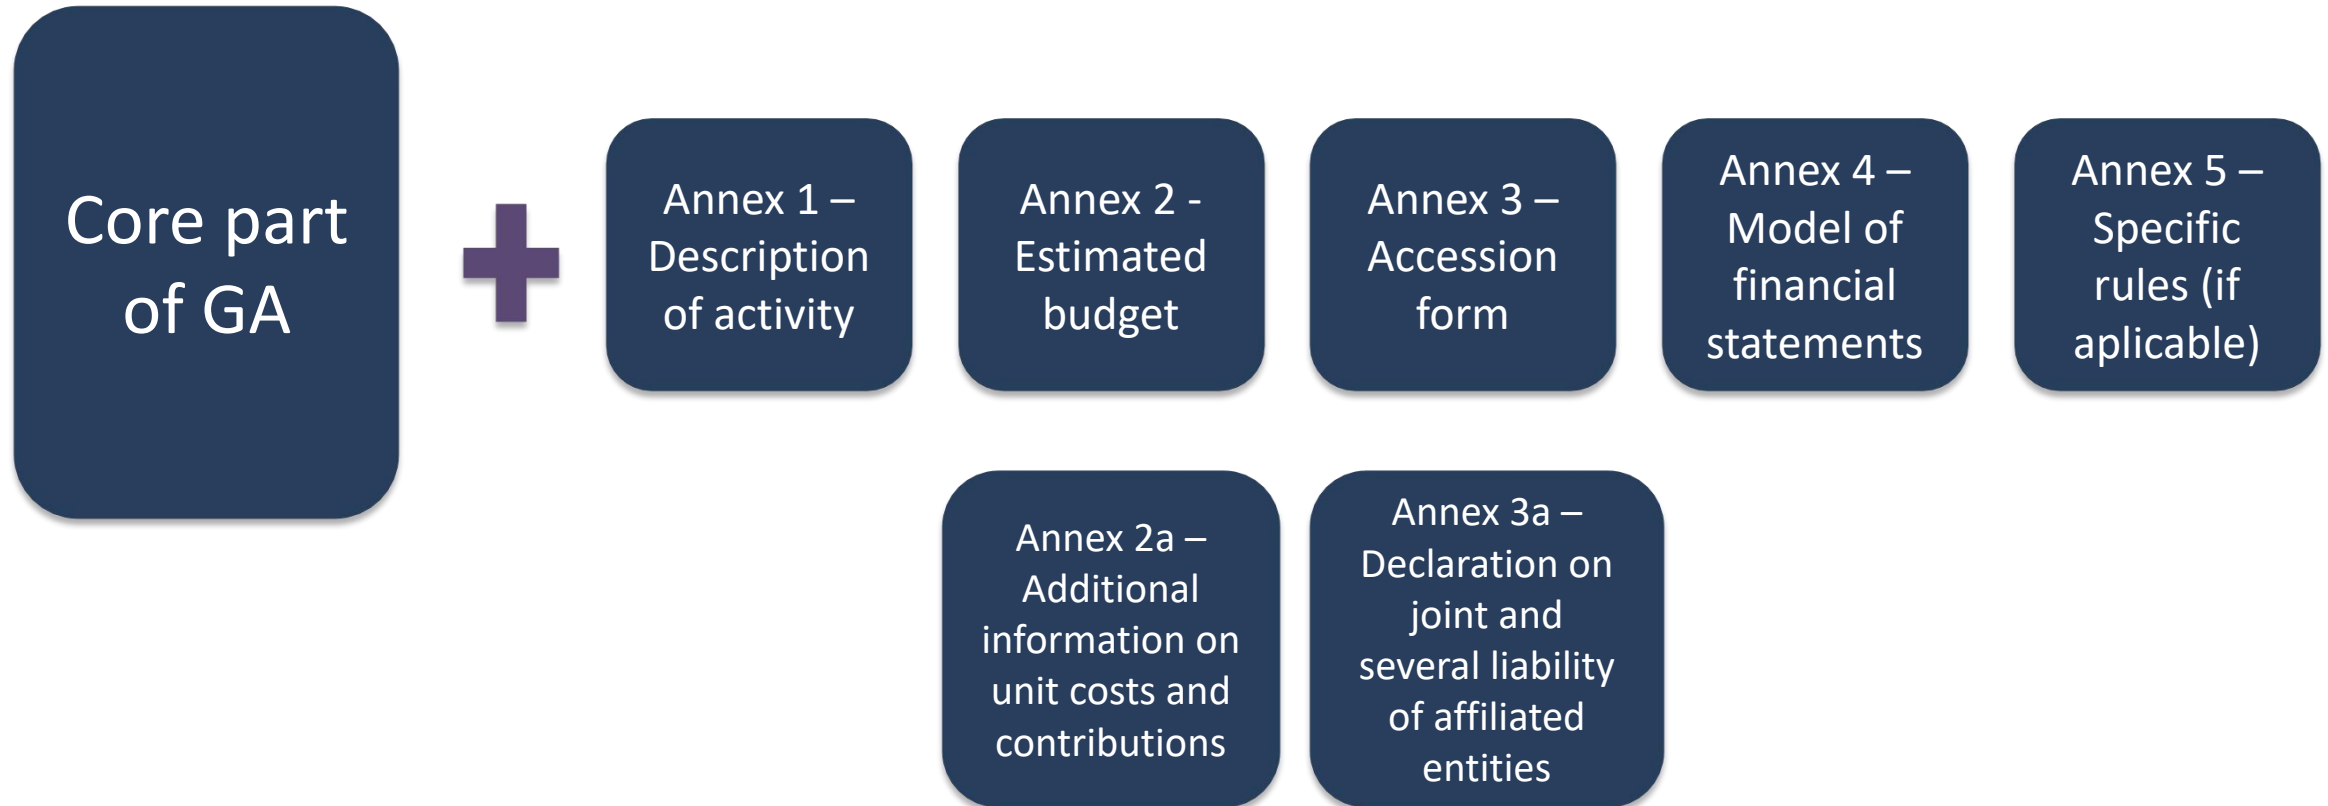 Core part
of GA
Annex 1 –
Description
of activity
Annex 2 -
Estimated
budget
Annex 3 –
Accession
form
Annex 4 –
Model of
financial
statements
Annex 5 –
Specific
rules (if
aplicable)
Annex 2a –
Additional
information on
unit costs and
contributions
Annex 3a –
Declaration on
joint and
several liability
of affiliated
entities